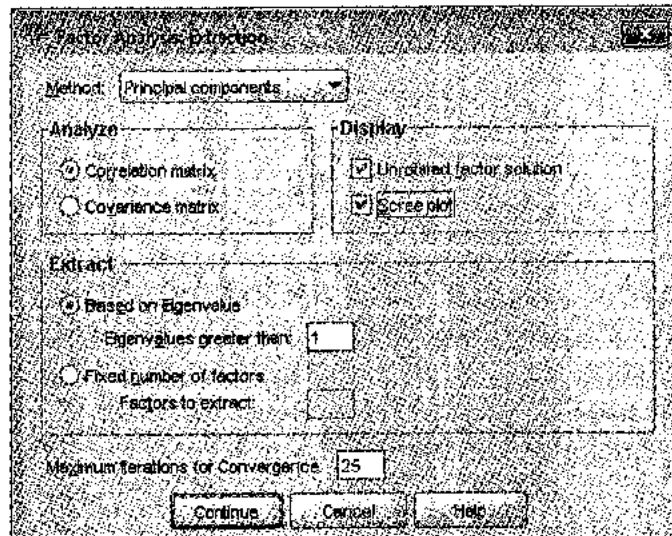 Factor Analysis: Extraction
Method: Principal components
Analyze
Correlation matrix
Covariance matrix
Display
Unrotated factor solution
Scree plot
Extract
Based on Eigenvalue
Eigenvalues greater than: 1
Fixed number of factors
Factors to extract:
Maximum Iterations for Convergence: 25
Continue Cancel Help